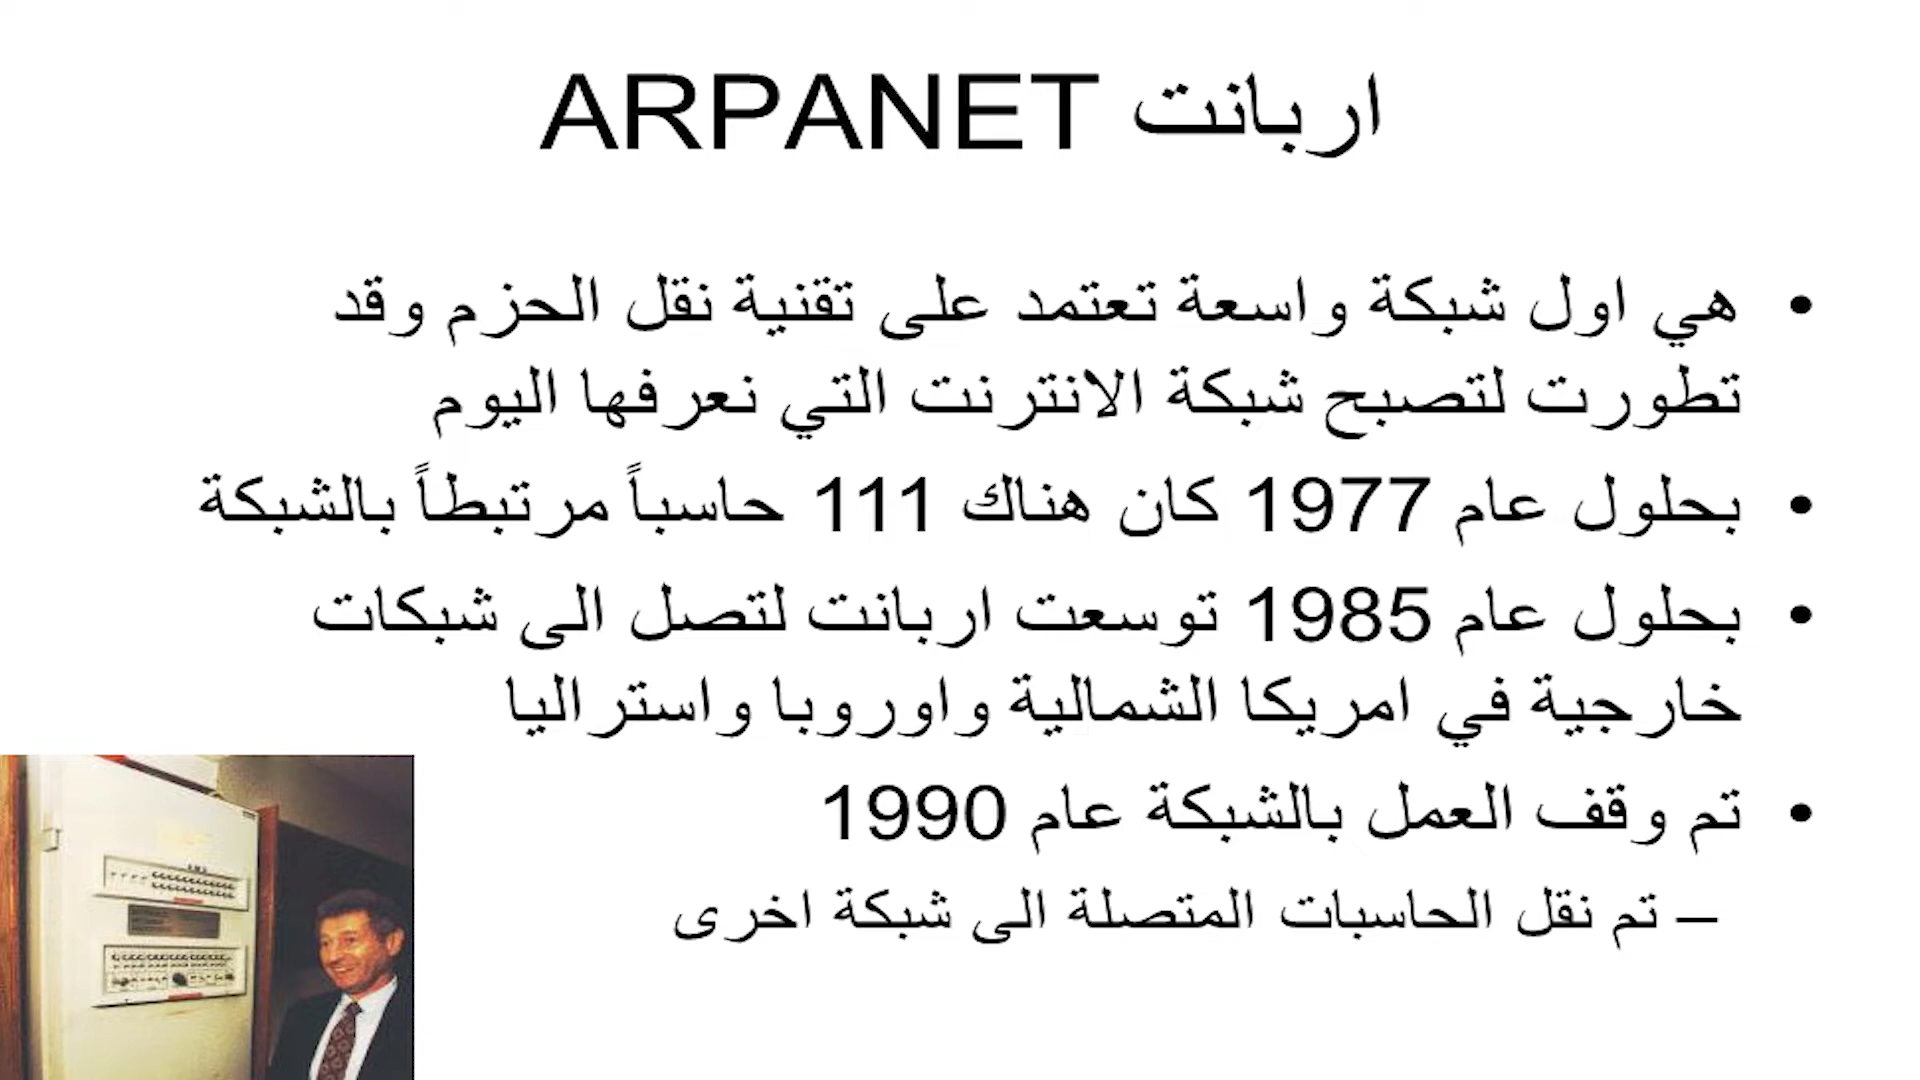 اربانت ARPANET
• هي اول شبكة واسعة تعتمد على تقنية نقل الحزم وقد
تطورت لتصبح شبكة الانترنت التي نعرفها اليوم
• بحلول عام 1977 كان هناك 111 حاسباً مرتبطاً بالشبكة
• بحلول عام 1985 توسعت اربانت لتصل الى شبكات
خارجية في امريكا الشمالية واوروبا واستراليا
• تم وقف العمل بالشبكة عام 1990
– تم نقل الحاسبات المتصلة الى شبكة اخرى